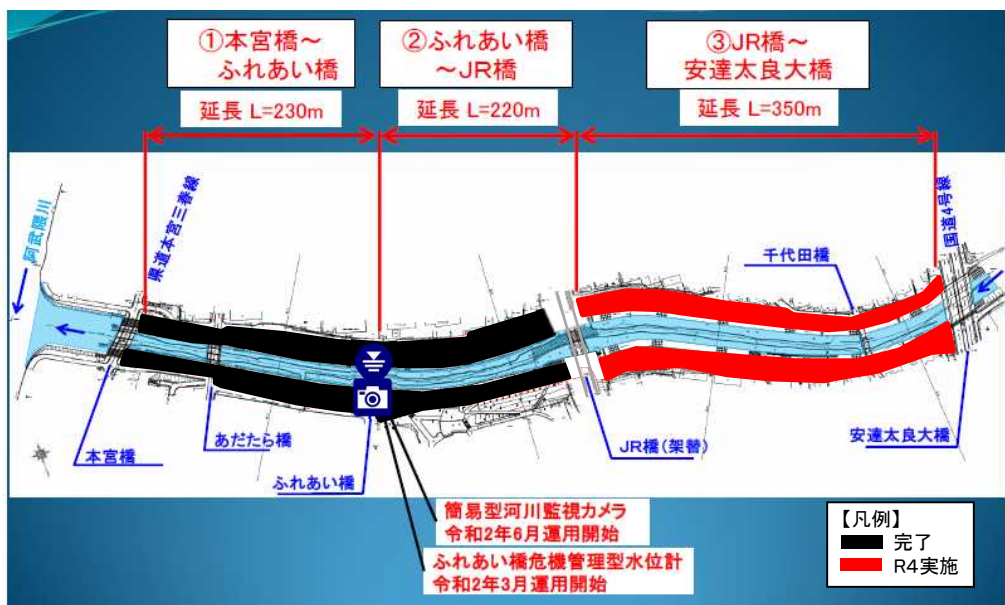 ①本宮橋～
ふれあい橋
延長 L=230m
②ふれあい橋
～JR橋
延長 L=220m
③JR橋～
安達太良大橋
延長 L=350m
阿武隈川
県道本宮三春線
国道4号線
千代田橋
本宮橋
あだたら橋
ふれあい橋
JR橋(架替)
安達太良大橋
簡易型河川監視カメラ
令和2年6月運用開始
ふれあい橋危機管理型水位計
令和2年3月運用開始
【凡例】
完了
R4実施